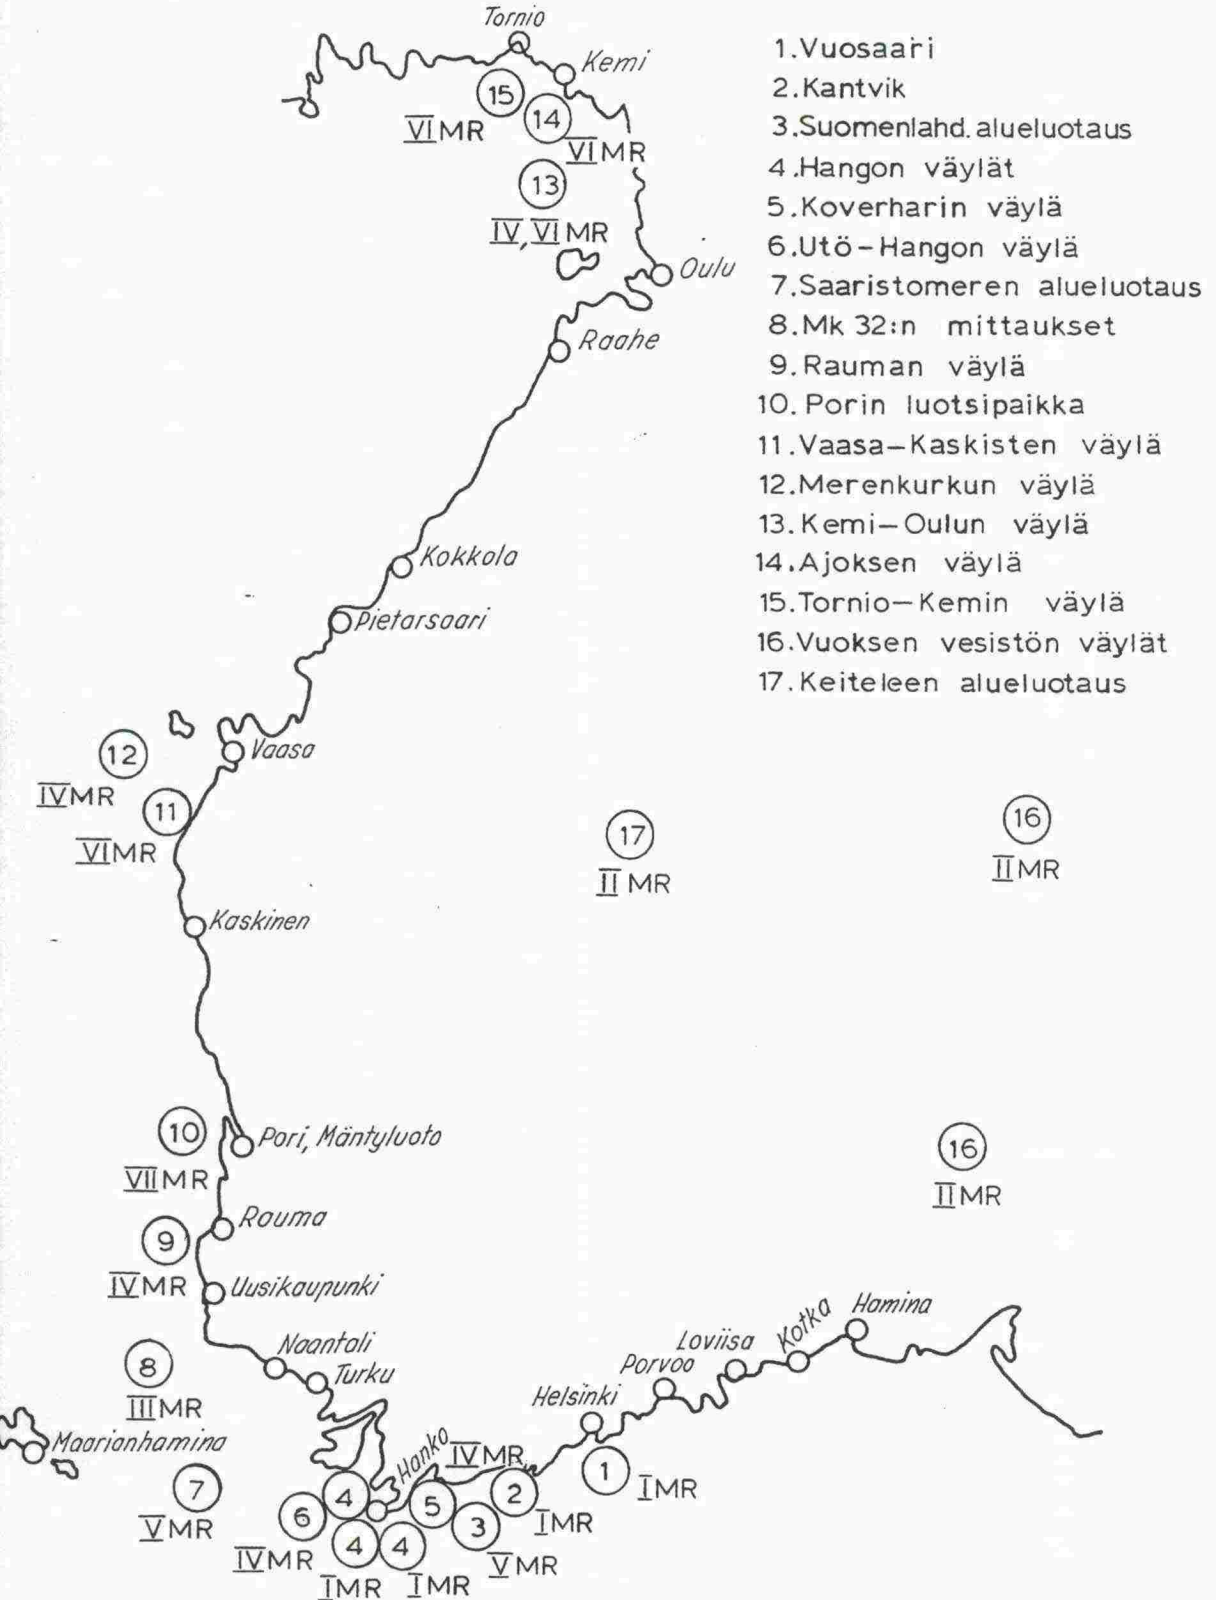 Tornio
Kemi
15
VI MR
14
VI MR
13
IV, VI MR
Oulu
Raahe
Kokkola
Pietarsaari
1. Vuosaari
2. Kantvik
3. Suomenlahd. alueluotaus
4. Hangon väylät
5. Koverharin väylä
6. Utö-Hangon väylä
7. Saaristomeren alueluotaus
8. Mk 32:n mittaukset
9. Rauman väylä
10. Porin luotsipaikka
11. Vaasa-Kaskisten väylä
12. Merenkurkun väylä
13. Kemi-Oulun väylä
14. Ajoksen väylä
15. Tornio-Kemin väylä
16. Vuoksen vesistön väylät
17. Keiteleen alueluotaus
12
IV MR
Vaasa
11
VI MR
17
II MR
16
II MR
Kaskinen
10
VII MR
Pori, Mäntyluoto
16
II MR
Rauma
9
IV MR
Uusikaupunki
Naantali
Turku
8
III MR
Maarianhamina
7
V MR
Hamina
Kotka
Loviisa
Porvoo
Helsinki
Hanko
IV MR
1
I MR
2
I MR
5
3
V MR
4
6
IV MR
4
I MR
4
I MR